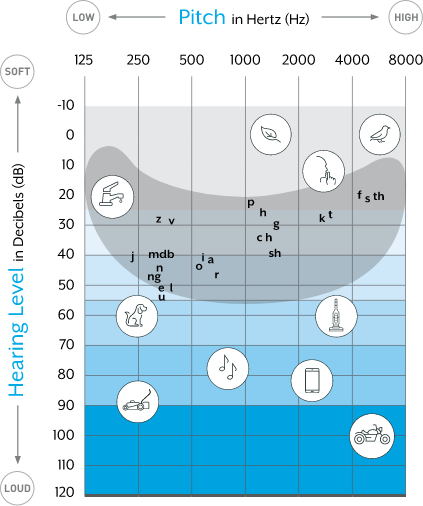 LOW Pitch in Hertz (Hz) HIGH
125 250 500 1000 2000 4000 8000
SOFT
Hearing Level in Decibels (dB)
LOUD
-10
0
10
20
30
40
50
60
70
80
90
100
110
120
z v
j mdb
n
ng
e l
u
i a
o
r
p
h
g
c h
sh
k t
f s th